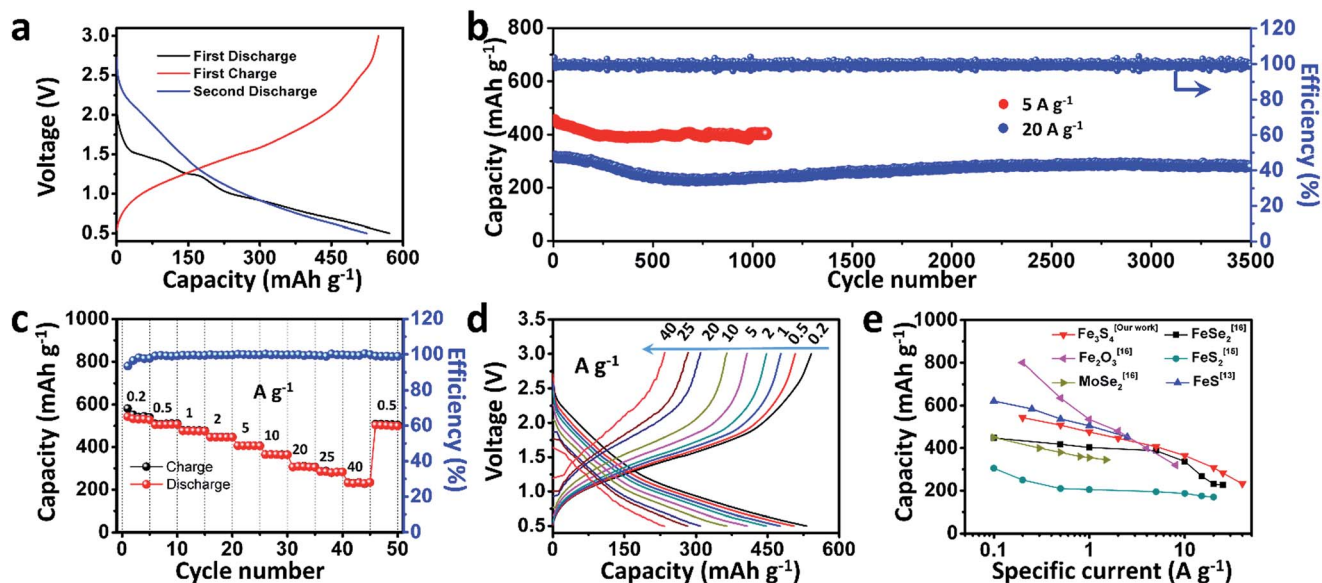 a
3.0
2.5
2.0
1.5
1.0
0.5
Voltage (V)
First Discharge
First Charge
Second Discharge
0 150 300 450 600
Capacity (mAh g-1)
b
800
600
400
200
0
Capacity (mAh g-1)
5 A g-1
20 A g-1
120
100
80
60
40
20
0
Efficiency (%)
0 500 1000 1500 2000 2500 3000 3500
Cycle number
c
1000
800
600
400
200
0
Capacity (mAh g-1)
0.2 0.5 1 2 5 10 20 25 40 0.5
A g-1
Charge
Discharge
120
100
80
60
40
20
0
Efficiency (%)
0 10 20 30 40 50
Cycle number
d
3.5
3.0
2.5
2.0
1.5
1.0
0.5
Voltage (V)
40 25 20 10 5 2 1 0.5 0.2
A g-1
0 150 300 450 600
Capacity (mAh g-1)
e
1000
800
600
400
200
0
Capacity (mAh g-1)
Fe3S4[Our work] FeSe2[16]
Fe2O3[16] FeS2[15]
MoSe2[16] FeS[13]
0.1 1 10
Specific current (A g-1)